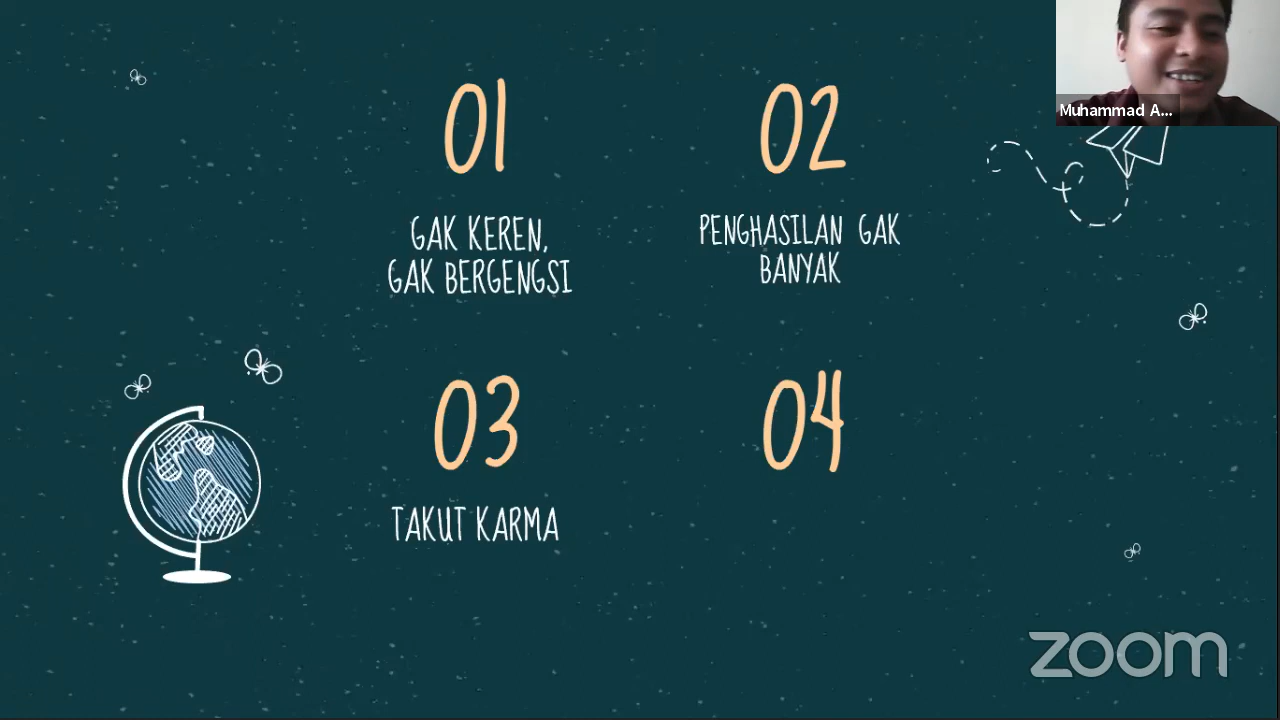 01
02
Muhammad A...
GAK KEREN,
GAK BERGENGSI
PENGHASILAN GAK
BANYAK
03
04
TAKUT KARMA
zoom